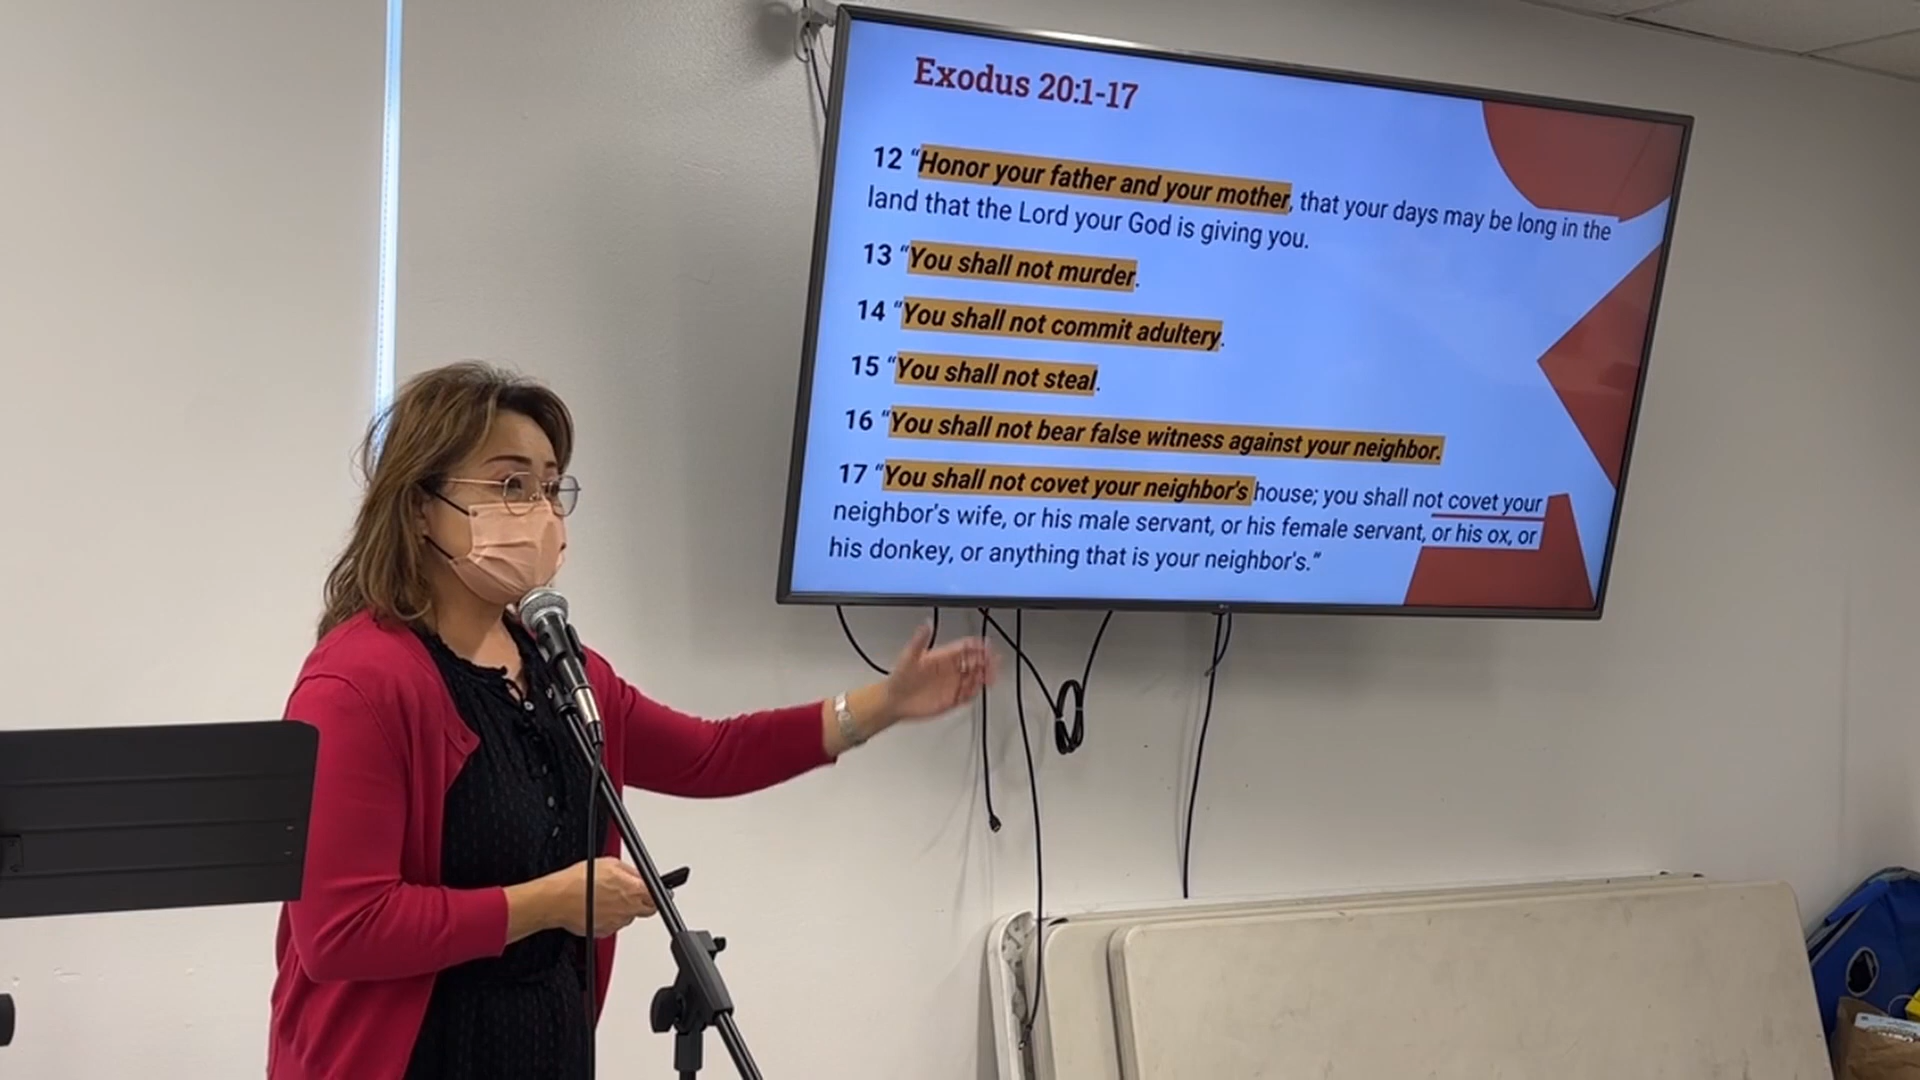 Exodus 20:1-17
12 “Honor your father and your mother, that your days may be long in the
land that the Lord your God is giving you.
13 “You shall not murder.
14 “You shall not commit adultery.
15 “You shall not steal.
16 “You shall not bear false witness against your neighbor.
17 “You shall not covet your neighbor's house; you shall not covet your
neighbor's wife, or his male servant, or his female servant, or his ox, or
his donkey, or anything that is your neighbor's.”